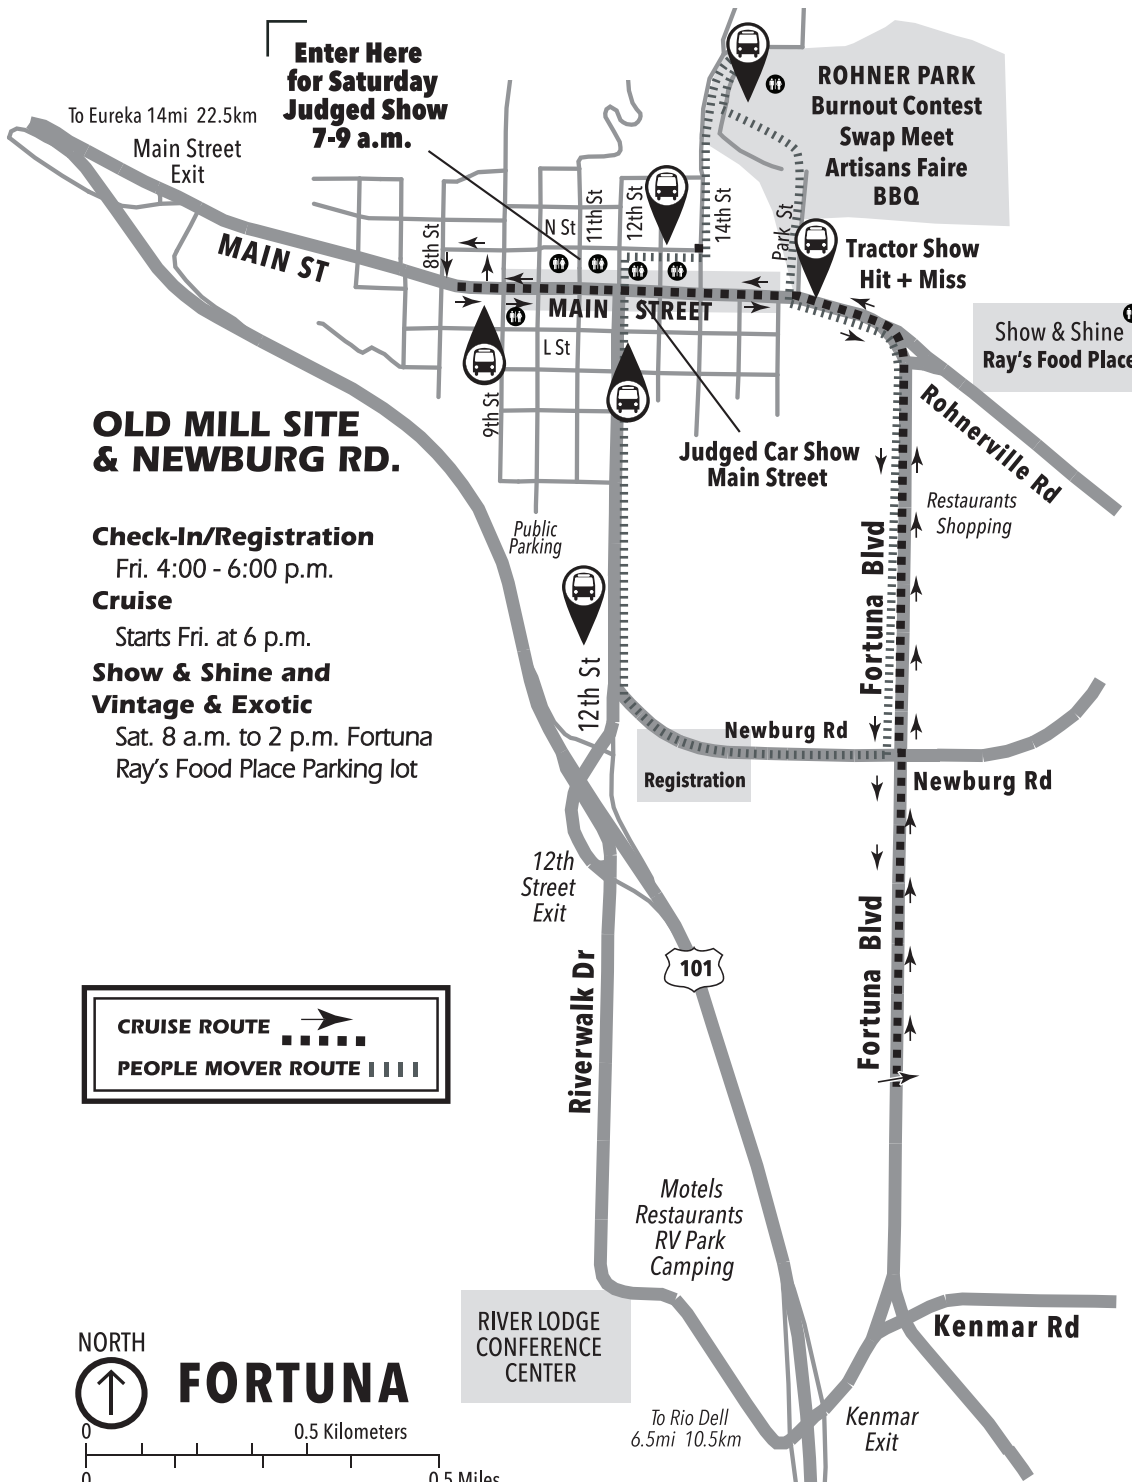 Enter Here
for Saturday
Judged Show
7-9 a.m.
ROHNER PARK
Burnout Contest
Swap Meet
Artisans Faire
BBQ
To Eureka 14mi 22.5km
Main Street
Exit
MAIN ST
8th St
N St
11th St
12th St
14th St
Park St
Tractor Show
Hit + Miss
MAIN STREET
L St
9th St
Show & Shine
Ray's Food Place
Rohnerville Rd
OLD MILL SITE
& NEWBURG RD.
Judged Car Show
Main Street
Restaurants
Shopping
Public
Parking
Check-In/Registration
Fri. 4:00 - 6:00 p.m.
Cruise
Starts Fri. at 6 p.m.
Show & Shine and
Vintage & Exotic
Sat. 8 a.m. to 2 p.m. Fortuna
Ray's Food Place Parking lot
Fortuna Blvd
12th St
Newburg Rd
Registration
Newburg Rd
12th
Street
Exit
Fortuna Blvd
101
Riverwalk Dr
CRUISE ROUTE
PEOPLE MOVER ROUTE
Motels
Restaurants
RV Park
Camping
RIVER LODGE
CONFERENCE
CENTER
Kenmar Rd
NORTH
FORTUNA
To Rio Dell
6.5mi 10.5km
Kenmar
Exit
0 0.5 Kilometers
0 0.5 Miles